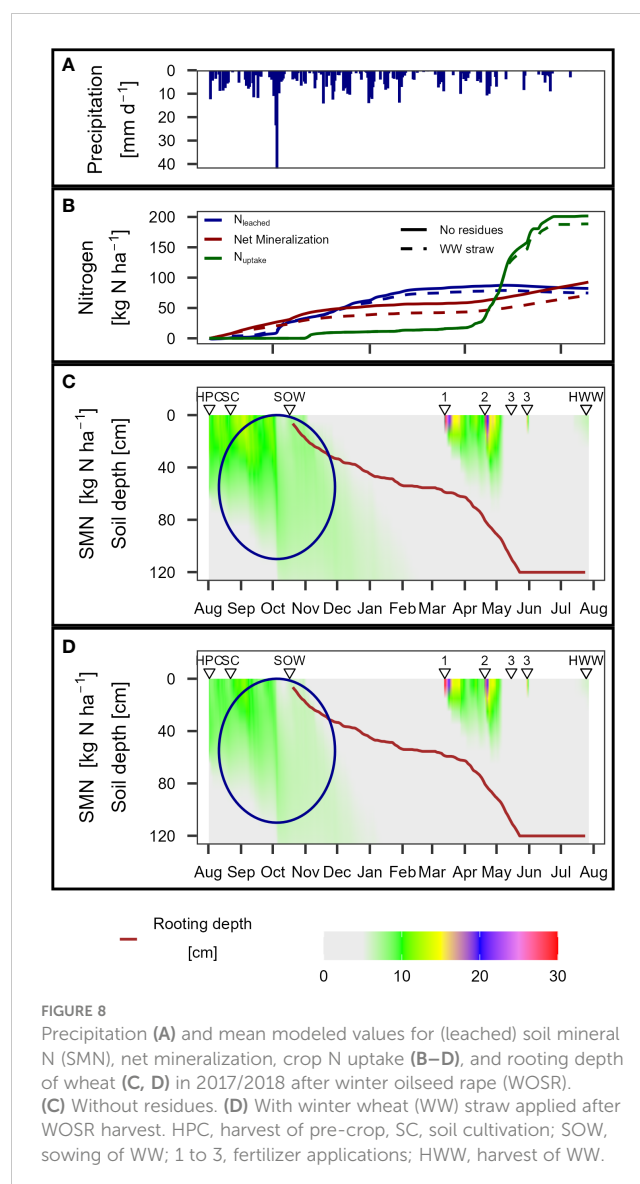 A
Precipitation
[mm d−1]
0
10
20
30
40
B
Nitrogen
[kg N ha−1]
200
150
100
50
0
Nleached
Net Mineralization
Nuptake
No residues
WW straw
C
HPC SC SOW 1 2 3 3 HWW
SMN [kg N ha−1]
Soil depth [cm]
0
40
80
120
Aug Sep Oct Nov Dec Jan Feb Mar Apr May Jun Jul Aug
D
HPC SC SOW 1 2 3 3 HWW
SMN [kg N ha−1]
Soil depth [cm]
0
40
80
120
Aug Sep Oct Nov Dec Jan Feb Mar Apr May Jun Jul Aug
Rooting depth
[cm]
0 10 20 30
FIGURE 8
Precipitation (A) and mean modeled values for (leached) soil mineral
N (SMN), net mineralization, crop N uptake (B–D), and rooting depth
of wheat (C, D) in 2017/2018 after winter oilseed rape (WOSR).
(C) Without residues. (D) With winter wheat (WW) straw applied after
WOSR harvest. HPC, harvest of pre-crop, SC, soil cultivation; SOW,
sowing of WW; 1 to 3, fertilizer applications; HWW, harvest of WW.